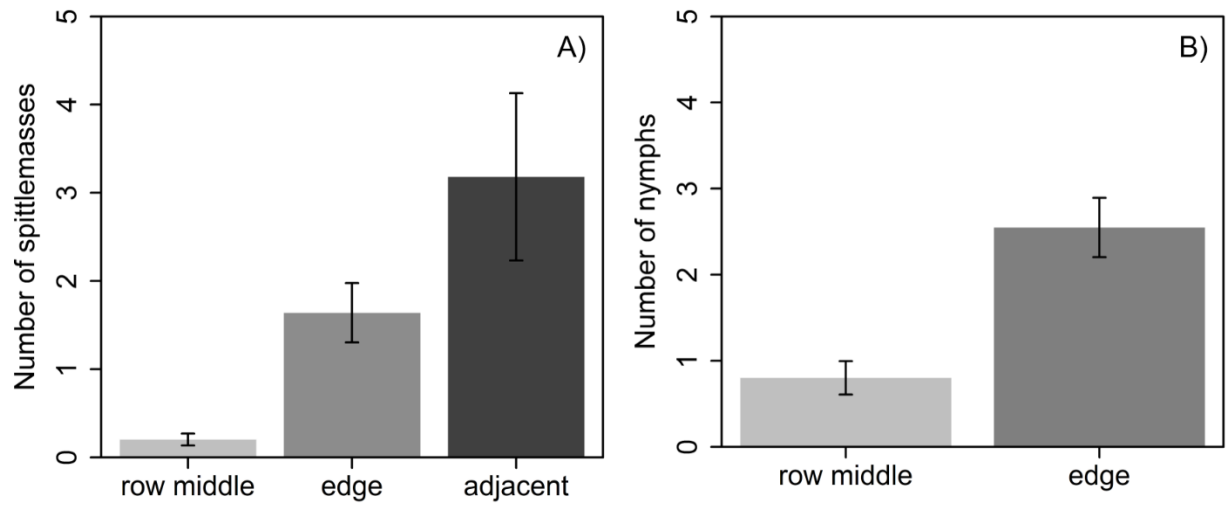 A)
Number of spittlemasses
5
4
3
2
1
0
row middle edge adjacent
B)
Number of nymphs
5
4
3
2
1
0
row middle edge